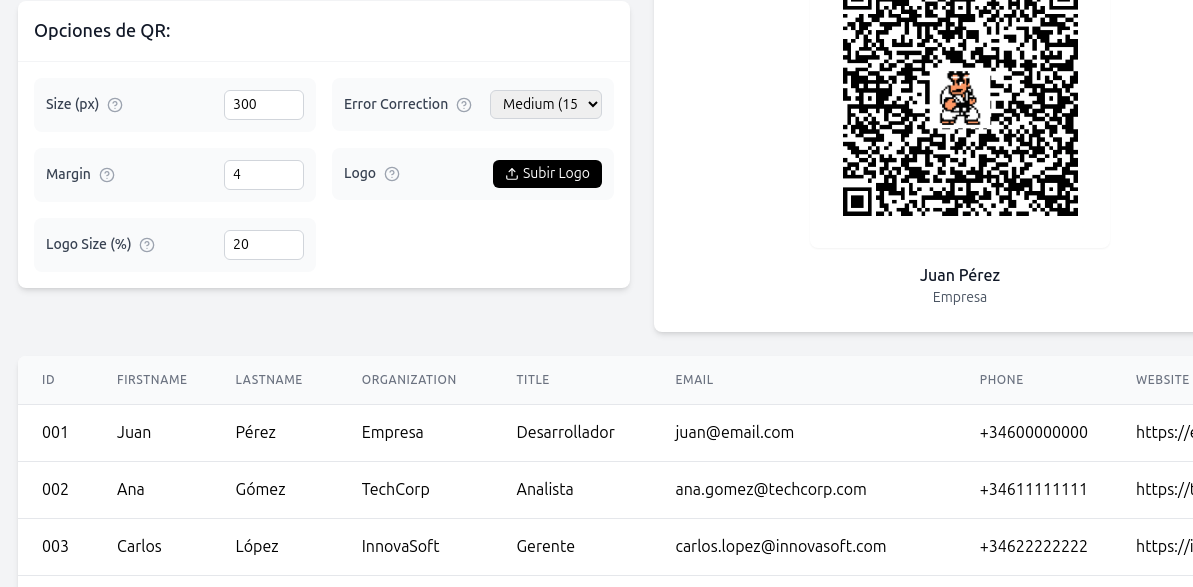 Opciones de QR:
Size (px) 300 Error Correction Medium (15
Margin 4 Logo Subir Logo
Logo Size (%) 20
Juan Pérez
Empresa
ID FIRSTNAME LASTNAME ORGANIZATION TITLE EMAIL PHONE WEBSITE
001 Juan Pérez Empresa Desarrollador juan@email.com +34600000000 https://
002 Ana Gómez TechCorp Analista ana.gomez@techcorp.com +34611111111 https://
003 Carlos López InnovaSoft Gerente carlos.lopez@innovasoft.com +34622222222 https://